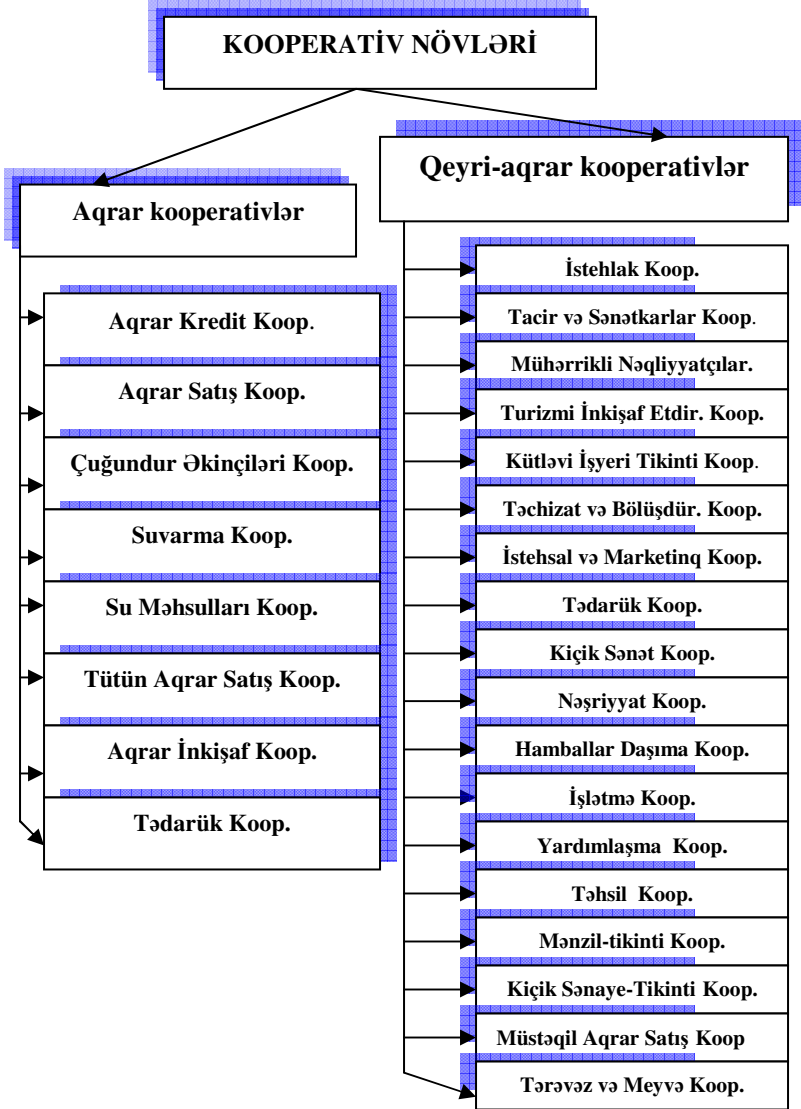 KOOPERATİV NÖVLƏRİ
Aqrar kooperativlər
Aqrar Kredit Koop.
Aqrar Satış Koop.
Çuğundur Əkinçiləri Koop.
Suvarma Koop.
Su Məhsulları Koop.
Tütün Aqrar Satış Koop.
Aqrar İnkişaf Koop.
Tədarük Koop.
Qeyri-aqrar kooperativlər
İstehlak Koop.
Tacir və Sənətkarlar Koop.
Mühərrikli Nəqliyyatçılar.
Turizmi İnkişaf Etdir. Koop.
Kütləvi İşyeri Tikinti Koop.
Təchizat və Bölüşdür. Koop.
İstehsal və Marketinq Koop.
Tədarük Koop.
Kiçik Sənət Koop.
Nəşriyyat Koop.
Hamballar Daşıma Koop.
İşlətmə Koop.
Yardımlaşma Koop.
Təhsil Koop.
Mənzil-tikinti Koop.
Kiçik Sənaye-Tikinti Koop.
Müstəqil Aqrar Satış Koop
Tərəvəz və Meyvə Koop.